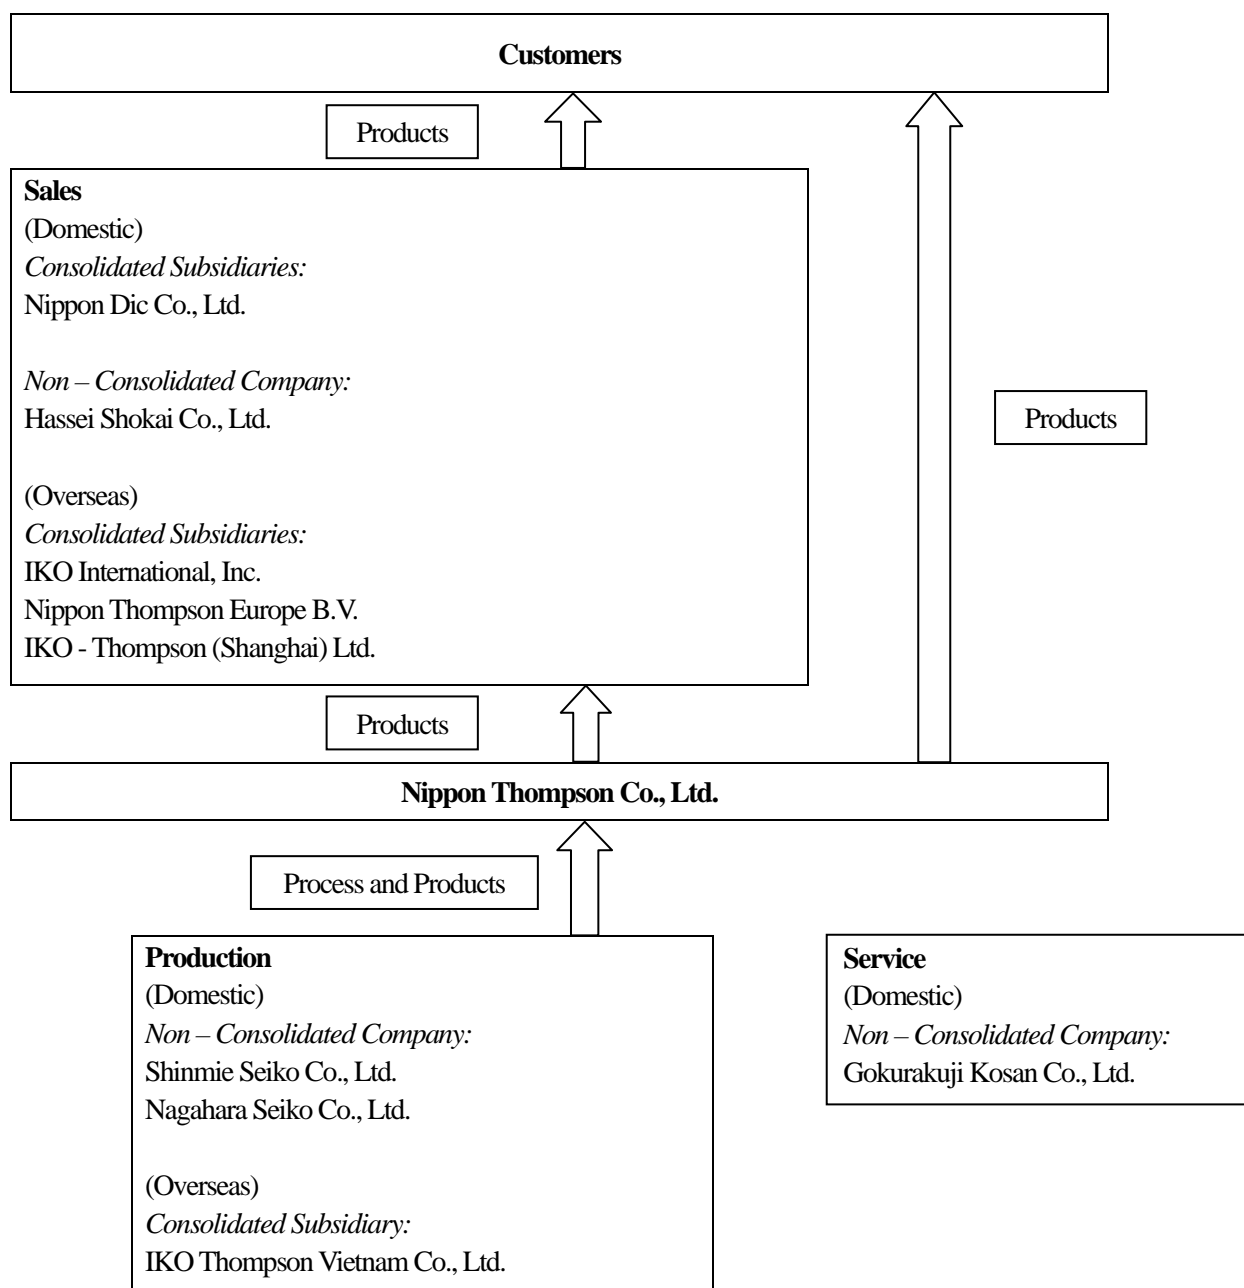 Customers
Products
Sales
(Domestic)
Consolidated Subsidiaries:
Nippon Dic Co., Ltd.
Non – Consolidated Company:
Hassei Shokai Co., Ltd.
(Overseas)
Consolidated Subsidiaries:
IKO International, Inc.
Nippon Thompson Europe B.V.
IKO - Thompson (Shanghai) Ltd.
Products
Products
Nippon Thompson Co., Ltd.
Process and Products
Production
(Domestic)
Non – Consolidated Company:
Shinmie Seiko Co., Ltd.
Nagahara Seiko Co., Ltd.
(Overseas)
Consolidated Subsidiary:
IKO Thompson Vietnam Co., Ltd.
Service
(Domestic)
Non – Consolidated Company:
Gokurakuji Kosan Co., Ltd.